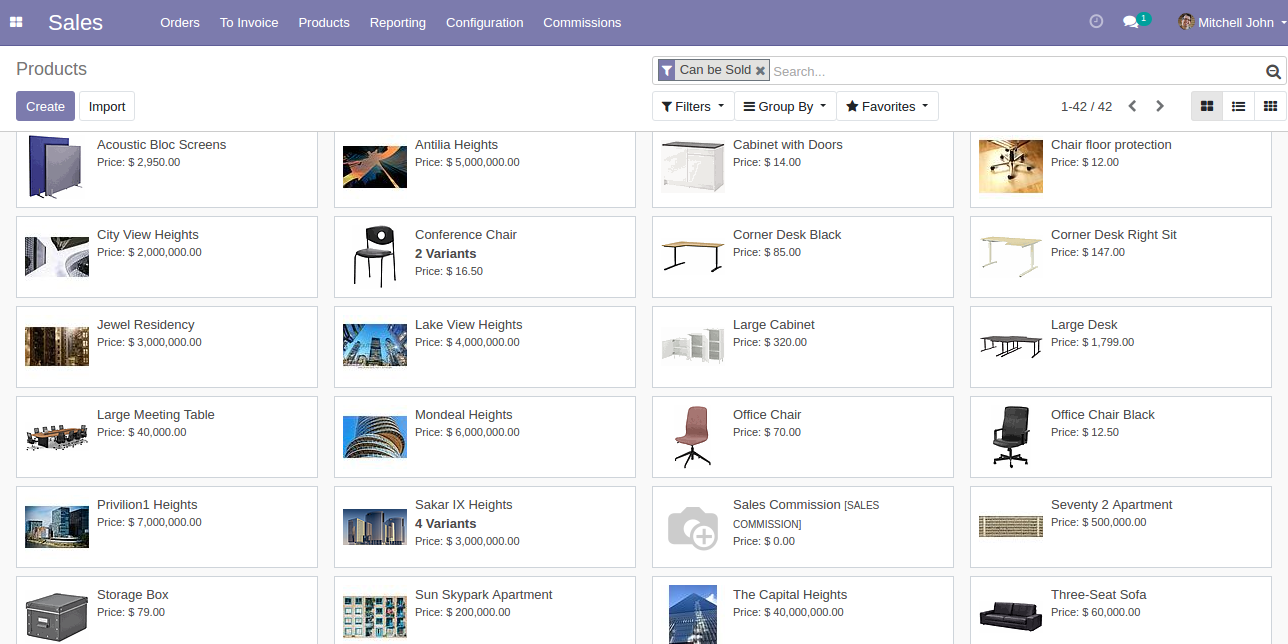 Sales Orders To Invoice Products Reporting Configuration Commissions 1 Mitchell John
Products
Can be Sold Search...
Create Import Filters Group By Favorites 1-42 / 42
Acoustic Bloc Screens
Price: $ 2,950.00
Antilia Heights
Price: $ 5,000,000.00
Cabinet with Doors
Price: $ 14.00
Chair floor protection
Price: $ 12.00
City View Heights
Price: $ 2,000,000.00
Conference Chair
2 Variants
Price: $ 16.50
Corner Desk Black
Price: $ 85.00
Corner Desk Right Sit
Price: $ 147.00
Jewel Residency
Price: $ 3,000,000.00
Lake View Heights
Price: $ 4,000,000.00
Large Cabinet
Price: $ 320.00
Large Desk
Price: $ 1,799.00
Large Meeting Table
Price: $ 40,000.00
Mondeal Heights
Price: $ 6,000,000.00
Office Chair
Price: $ 70.00
Office Chair Black
Price: $ 12.50
Privilion1 Heights
Price: $ 7,000,000.00
Sakar IX Heights
4 Variants
Price: $ 3,000,000.00
Sales Commission [SALES
COMMISSION]
Price: $ 0.00
Seventy 2 Apartment
Price: $ 500,000.00
Storage Box
Price: $ 79.00
Sun Skypark Apartment
Price: $ 200,000.00
The Capital Heights
Price: $ 40,000,000.00
Three-Seat Sofa
Price: $ 60,000.00